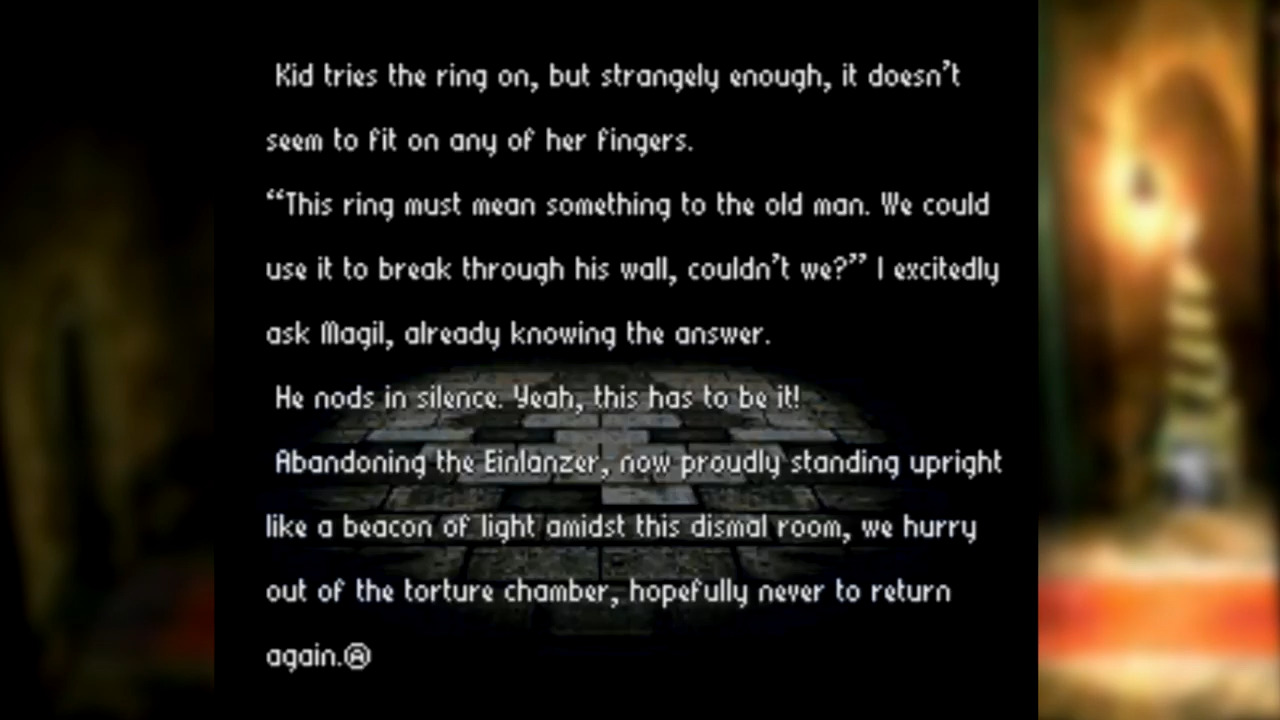 Kid tries the ring on, but strangely enough, it doesn't
seem to fit on any of her fingers.
“This ring must mean something to the old man. We could
use it to break through his wall, couldn't we?” I excitedly
ask Magil, already knowing the answer.
He nods in silence. Yeah, this has to be it!
Abandoning the Einlanzer, now proudly standing upright
like a beacon of light amidst this dismal room, we hurry
out of the torture chamber, hopefully never to return
again.Ⓐ